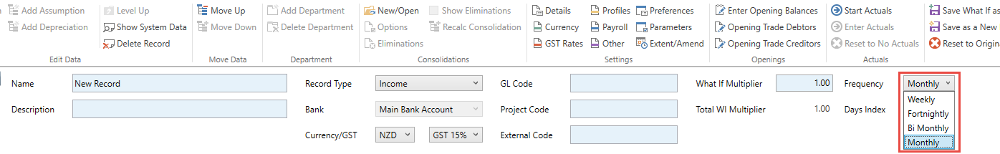 Add Assumption Level Up Move Up Add Department New/Open Show Eliminations Details Profiles Preferences Enter Opening Balances Start Actuals Save What If as
Add Depreciation Show System Data Move Down Delete Department Options Recalc Consolidation Currency Payroll Parameters Opening Trade Debtors Enter Actuals Save as a New
Delete Record Eliminations GST Rates Other Extent/Amend Opening Trade Creditors Reset to No Actuals Reset to Origina
Edit Data Move Data Department Consolidations Settings Openings Actuals
Name New Record Record Type Income GL Code What If Multiplier 1.00 Frequency Monthly
Weekly
Description Bank Main Bank Account Project Code Total WI Multiplier 1.00 Days Index Fortnightly
Bi Monthly
Currency/GST NZD GST 15% External Code Monthly